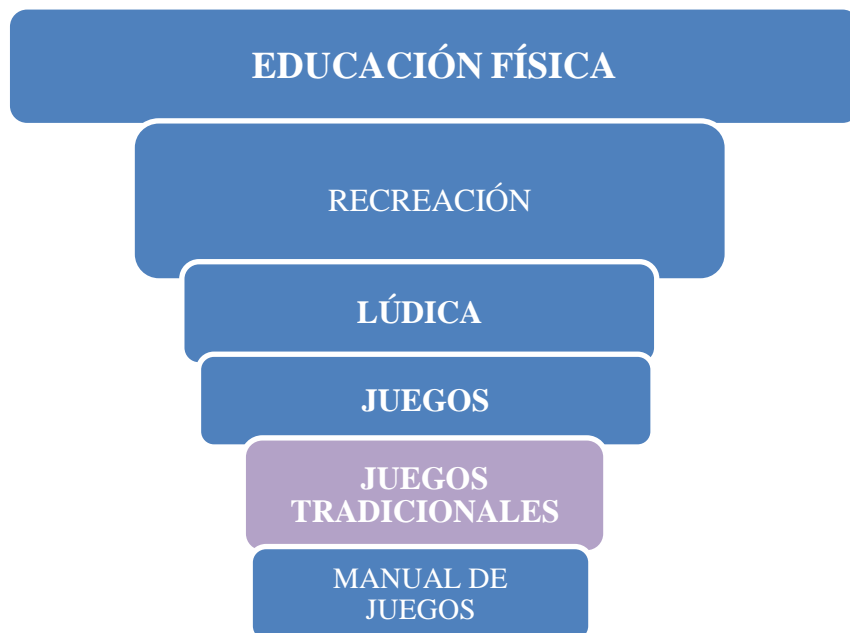 EDUCACIÓN FÍSICA
RECREACIÓN
LÚDICA
JUEGOS
JUEGOS
TRADICIONALES
MANUAL DE
JUEGOS